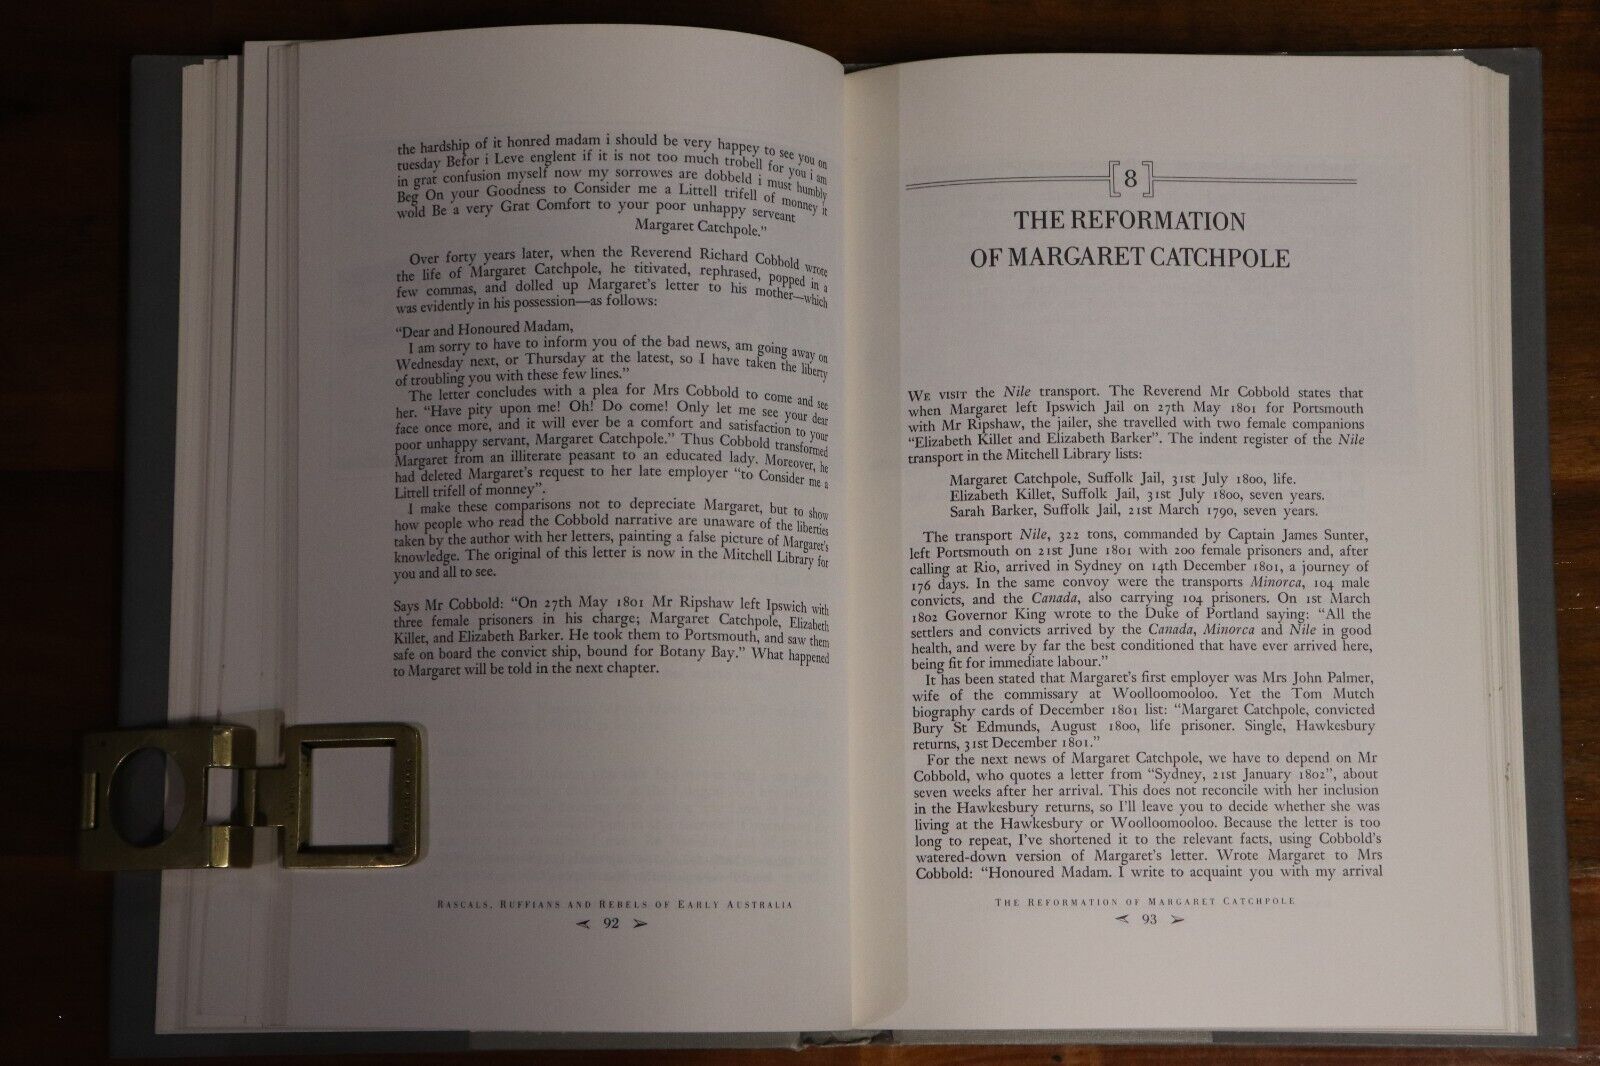 the hardship of it honred madam i should be very happey to see you on
tuesday Befor i Leve englent if it is not too much trobell for you i am
in grat confusion myself now my sorrowes are dobbeld i must humbly
Beg On your Goodness to Consider me a Littell trifell of monney it
wold Be a very Grat Comfort to your poor unhappy serveant
Margaret Catchpole.”
Over forty years later, when the Reverend Richard Cobbold wrote
the life of Margaret Catchpole, he titivated, rephrased, popped in a
few commas, and dolled up Margaret's letter to his mother—which
was evidently in his possession—as follows:
“Dear and Honoured Madam,
I am sorry to have to inform you of the bad news, am going away on
Wednesday next, or Thursday at the latest, so I have taken the liberty
of troubling you with these few lines.”
The letter concludes with a plea for Mrs Cobbold to come and see
her. “Have pity upon me! Oh! Do come! Only let me see your dear
face once more, and it will ever be a comfort and satisfaction to your
poor unhappy servant, Margaret Catchpole.” Thus Cobbold transformed
Margaret from an illiterate peasant to an educated lady. Moreover, he
had deleted Margaret's request to her late employer “to Consider me a
Littell trifell of monney”.
I make these comparisons not to depreciate Margaret, but to show
how people who read the Cobbold narrative are unaware of the liberties
taken by the author with her letters, painting a false picture of Margaret's
knowledge. The original of this letter is now in the Mitchell Library for
you and all to see.
Says Mr Cobbold: “On 27th May 1801 Mr Ripshaw left Ipswich with
three female prisoners in his charge; Margaret Catchpole, Elizabeth
Killet, and Elizabeth Barker. He took them to Portsmouth, and saw them
safe on board the convict ship, bound for Botany Bay.” What happened
to Margaret will be told in the next chapter.
RASCALS, RUFFIANS AND REBELS OF EARLY AUSTRALIA
92
8
THE REFORMATION
OF MARGARET CATCHPOLE
WE VISIT the Nile transport. The Reverend Mr Cobbold states that
when Margaret left Ipswich Jail on 27th May 1801 for Portsmouth
with Mr Ripshaw, the jailer, she travelled with two female companions
“Elizabeth Killet and Elizabeth Barker”. The indent register of the Nile
transport in the Mitchell Library lists:
Margaret Catchpole, Suffolk Jail, 31st July 1800, life.
Elizabeth Killet, Suffolk Jail, 31st July 1800, seven years.
Sarah Barker, Suffolk Jail, 21st March 1790, seven years.
The transport Nile, 322 tons, commanded by Captain James Sunter,
left Portsmouth on 21st June 1801 with 200 female prisoners and, after
calling at Rio, arrived in Sydney on 14th December 1801, a journey of
176 days. In the same convoy were the transports Minorca, 104 male
convicts, and the Canada, also carrying 104 prisoners. On 1st March
1802 Governor King wrote to the Duke of Portland saying: “All the
settlers and convicts arrived by the Canada, Minorca and Nile in good
health, and were by far the best conditioned that have ever arrived here,
being fit for immediate labour.”
It has been stated that Margaret's first employer was Mrs John Palmer,
wife of the commissary at Woolloomooloo. Yet the Tom Mutch
biography cards of December 1801 list: “Margaret Catchpole, convicted
Bury St Edmunds, August 1800, life prisoner. Single, Hawkesbury
returns, 31st December 1801.”
For the next news of Margaret Catchpole, we have to depend on Mr
Cobbold, who quotes a letter from “Sydney, 21st January 1802”, about
seven weeks after her arrival. This does not reconcile with her inclusion
in the Hawkesbury returns, so I'll leave you to decide whether she was
living at the Hawkesbury or Woolloomooloo. Because the letter is too
long to repeat, I've shortened it to the relevant facts, using Cobbold's
watered-down version of Margaret's letter. Wrote Margaret to Mrs
Cobbold: “Honoured Madam. I write to acquaint you with my arrival
THE REFORMATION OF MARGARET CATCHPOLE
93